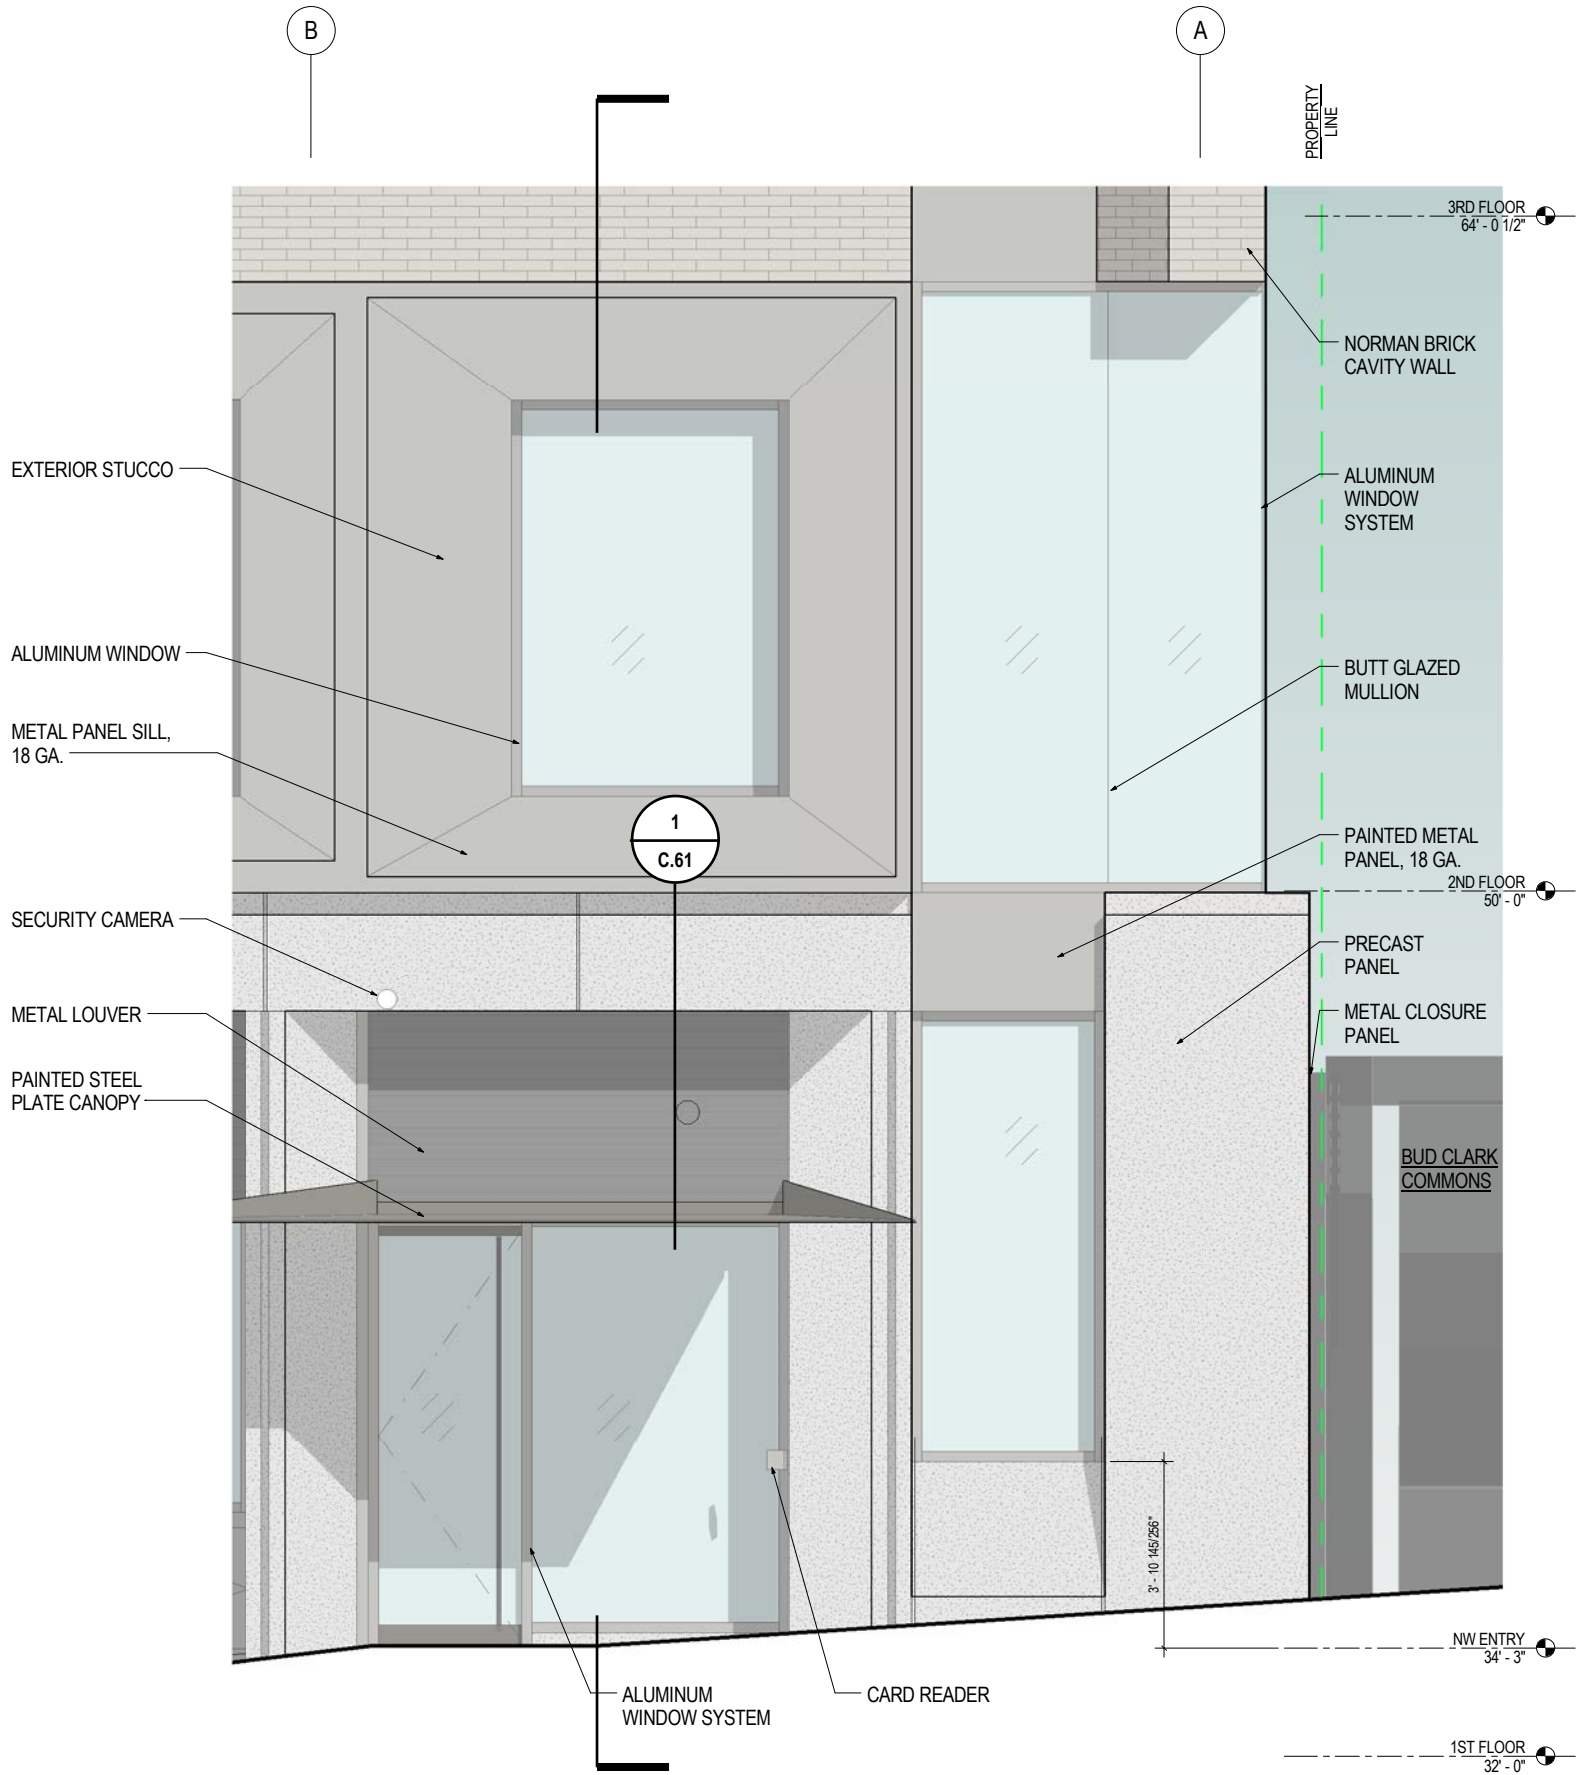 B
A
PROPERTY
LINE
3RD FLOOR
64' - 0 1/2"
NORMAN BRICK
CAVITY WALL
EXTERIOR STUCCO
ALUMINUM
WINDOW
SYSTEM
ALUMINUM WINDOW
BUTT GLAZED
MULLION
METAL PANEL SILL,
18 GA.
1
C.61
PAINTED METAL
PANEL, 18 GA.
2ND FLOOR
50' - 0"
SECURITY CAMERA
PRECAST
PANEL
METAL LOUVER
METAL CLOSURE
PANEL
PAINTED STEEL
PLATE CANOPY
BUD CLARK
COMMONS
3' - 10 145/256"
NW ENTRY
34' - 3"
ALUMINUM
WINDOW SYSTEM
CARD READER
1ST FLOOR
32' - 0"